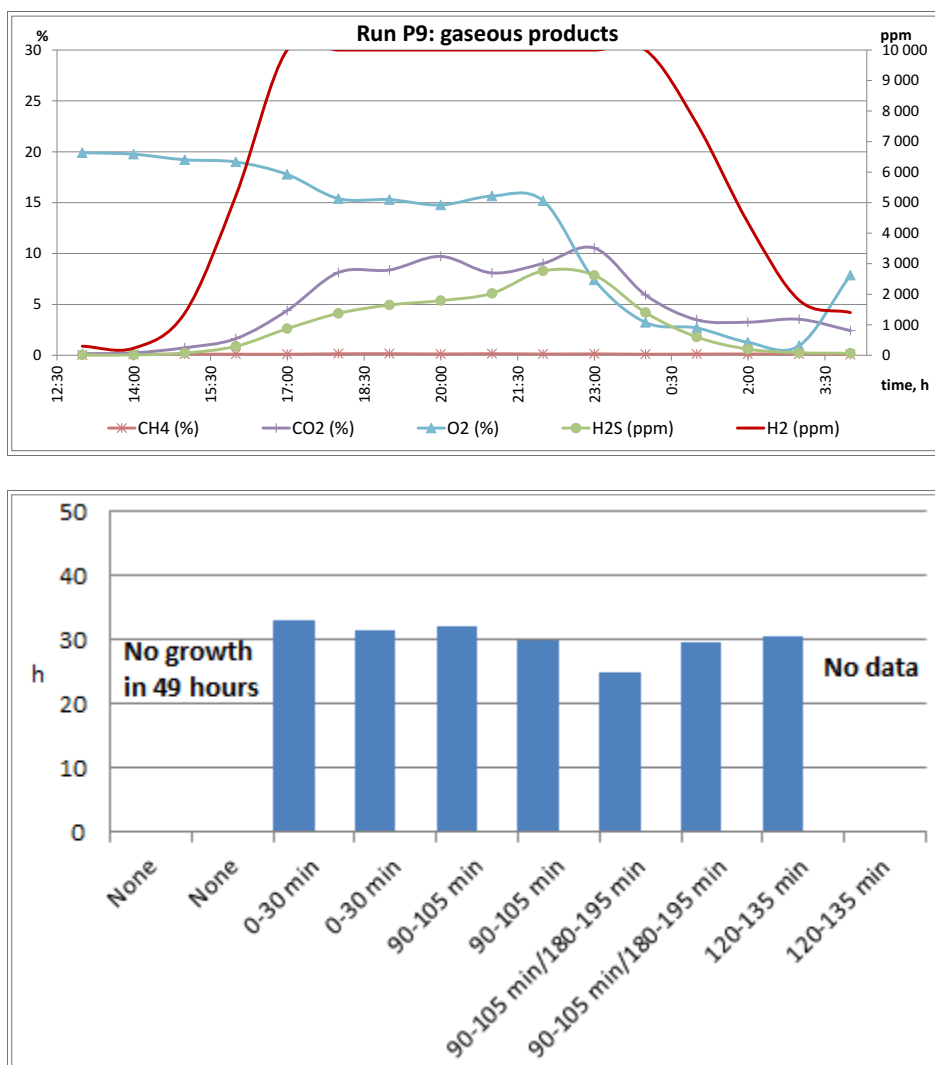 Run P9: gaseous products
%
ppm
30
25
20
15
10
5
0
10 000
9 000
8 000
7 000
6 000
5 000
4 000
3 000
2 000
1 000
0
12:30
14:00
15:30
17:00
18:30
20:00
21:30
23:00
0:30
2:00
3:30
time, h
CH4 (%)
CO2 (%)
O2 (%)
H2S (ppm)
H2 (ppm)
50
40
30
20
10
0
h
No growth
in 49 hours
No data
None
None
0-30 min
0-30 min
90-105 min
90-105 min
90-105 min/180-195 min
90-105 min/180-195 min
120-135 min
120-135 min